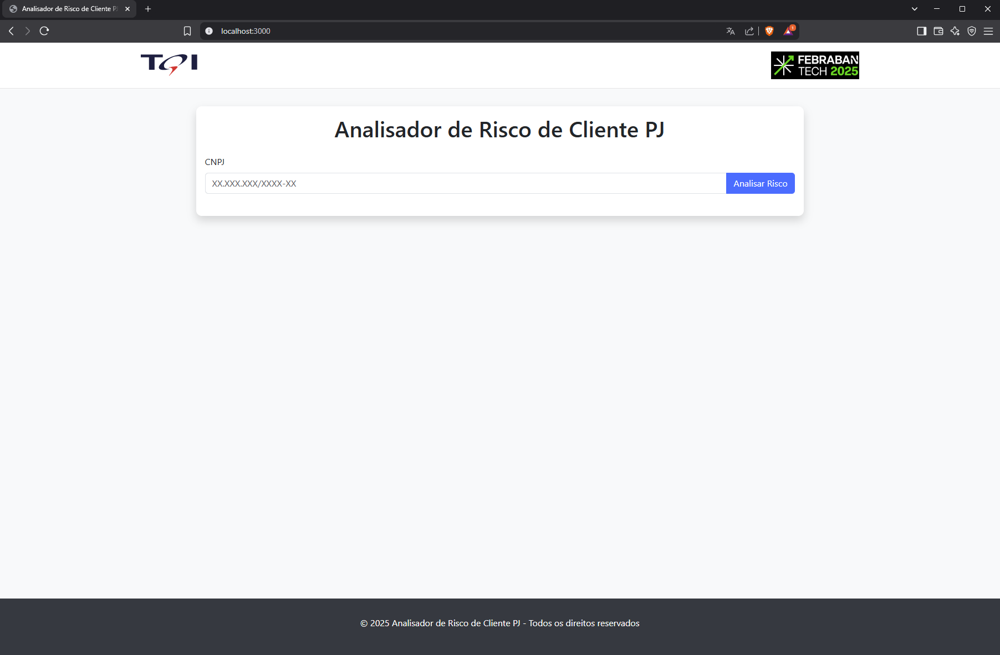 Analisador de Risco de Cliente PJ
localhost:3000
1
TQI
FEBRABAN
TECH 2025
Analisador de Risco de Cliente PJ
CNPJ
XX.XXX.XXX/XXXX-XX
Analisar Risco
© 2025 Analisador de Risco de Cliente PJ - Todos os direitos reservados